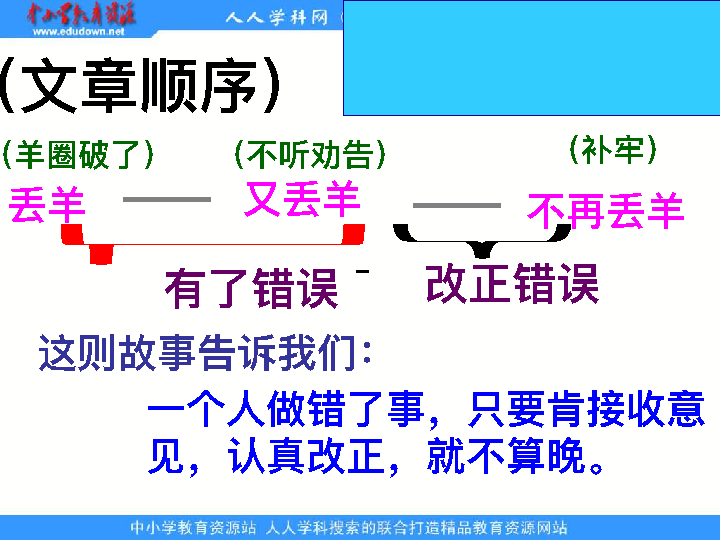 中小学教育资源
www.edudown.net
人人学科网（
（文章顺序）
（羊圈破了） （不听劝告） （补牢）
丢羊 —— 又丢羊 —— 不再丢羊
有了错误 - 改正错误
这则故事告诉我们：
一个人做错了事，只要肯接收意
见，认真改正，就不算晚。
中小学教育资源站 人人学科搜索的联合打造精品教育资源网站